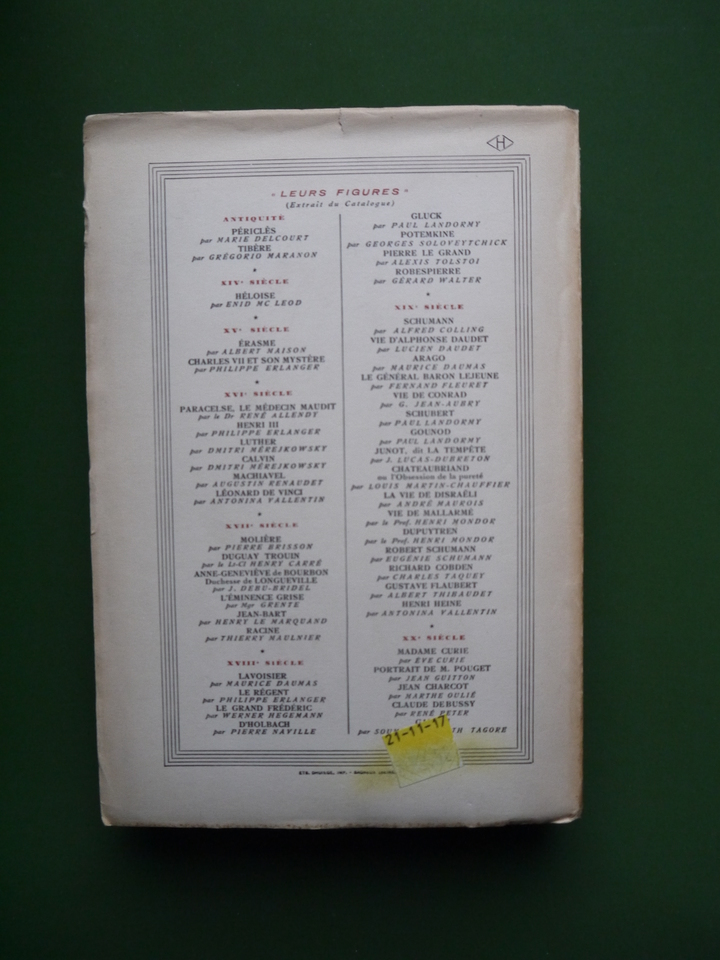 H
« LEURS FIGURES »
(Extrait du Catalogue)
ANTIQUITÉ
PÉRICLÈS
par MARIE DELCOURT
TIBÈRE
par GRÉGORIO MARANON
XIVe SIÈCLE
HÉLOISE
par ENID MC LEOD
XVe SIÈCLE
ÉRASME
par ALBERT MAISON
CHARLES VII ET SON MYSTÈRE
par PHILIPPE ERLANGER
XVIe SIÈCLE
PARACELSE, LE MÉDECIN MAUDIT
par le Dr RENÉ ALLENDY
HENRI III
par PHILIPPE ERLANGER
LUTHER
par DMITRI MÉREJKOWSKY
CALVIN
par DMITRI MÉREJKOWSKY
MACHIAVEL
par AUGUSTIN RENAUDET
LÉONARD DE VINCI
par ANTONINA VALLENTIN
XVIIe SIÈCLE
MOLIÈRE
par PIERRE BRISSON
DUGUAY TROUIN
par le Lt-Cl HENRY CARRÉ
ANNE-GENEVIÈVE de BOURBON
Duchesse de LONGUEVILLE
par J. DEBU-BRIDEL
L'ÉMINENCE GRISE
par Mgr GRENTE
JEAN-BART
par HENRY LE MARQUAND
RACINE
par THIERRY MAULNIER
XVIIIe SIÈCLE
LAVOISIER
par MAURICE DAUMAS
LE RÉGENT
par PHILIPPE ERLANGER
LE GRAND FRÉDÉRIC
par WERNER HEGEMANN
D'HOLBACH
par PIERRE NAVILLE
GLUCK
par PAUL LANDORMY
POTEMKINE
par GEORGES SOLOVEYTCHICK
PIERRE LE GRAND
par ALEXIS TOLSTOI
ROBESPIERRE
par GÉRARD WALTER
XIXe SIÈCLE
SCHUMANN
par ALFRED COLLING
VIE D'ALPHONSE DAUDET
par LUCIEN DAUDET
ARAGO
par MAURICE DAUMAS
LE GÉNÉRAL BARON LEJEUNE
par FERNAND FLEURET
VIE DE CONRAD
par G. JEAN-AUBRY
SCHUBERT
par PAUL LANDORMY
GOUNOD
par PAUL LANDORMY
JUNOT, dit LA TEMPÊTE
par J. LUCAS-DUBRETON
CHATEAUBRIAND
ou l'Obsession de la pureté
par LOUIS MARTIN-CHAUFFIER
LA VIE DE DISRAËLI
par ANDRÉ MAUROIS
VIE DE MALLARMÉ
par le Prof. HENRI MONDOR
DUPUYTREN
par le Prof. HENRI MONDOR
ROBERT SCHUMANN
par EUGÉNIE SCHUMANN
RICHARD COBDEN
par CHARLES TAQUEY
GUSTAVE FLAUBERT
par ALBERT THIBAUDET
HENRI HEINE
par ANTONINA VALLENTIN
XXe SIÈCLE
MADAME CURIE
par ÈVE CURIE
PORTRAIT DE M. POUGET
par JEAN GUITTON
JEAN CHARCOT
par MARTHE OULIÉ
CLAUDE DEBUSSY
par RENÉ PETER
par TAGORE
21-11-17